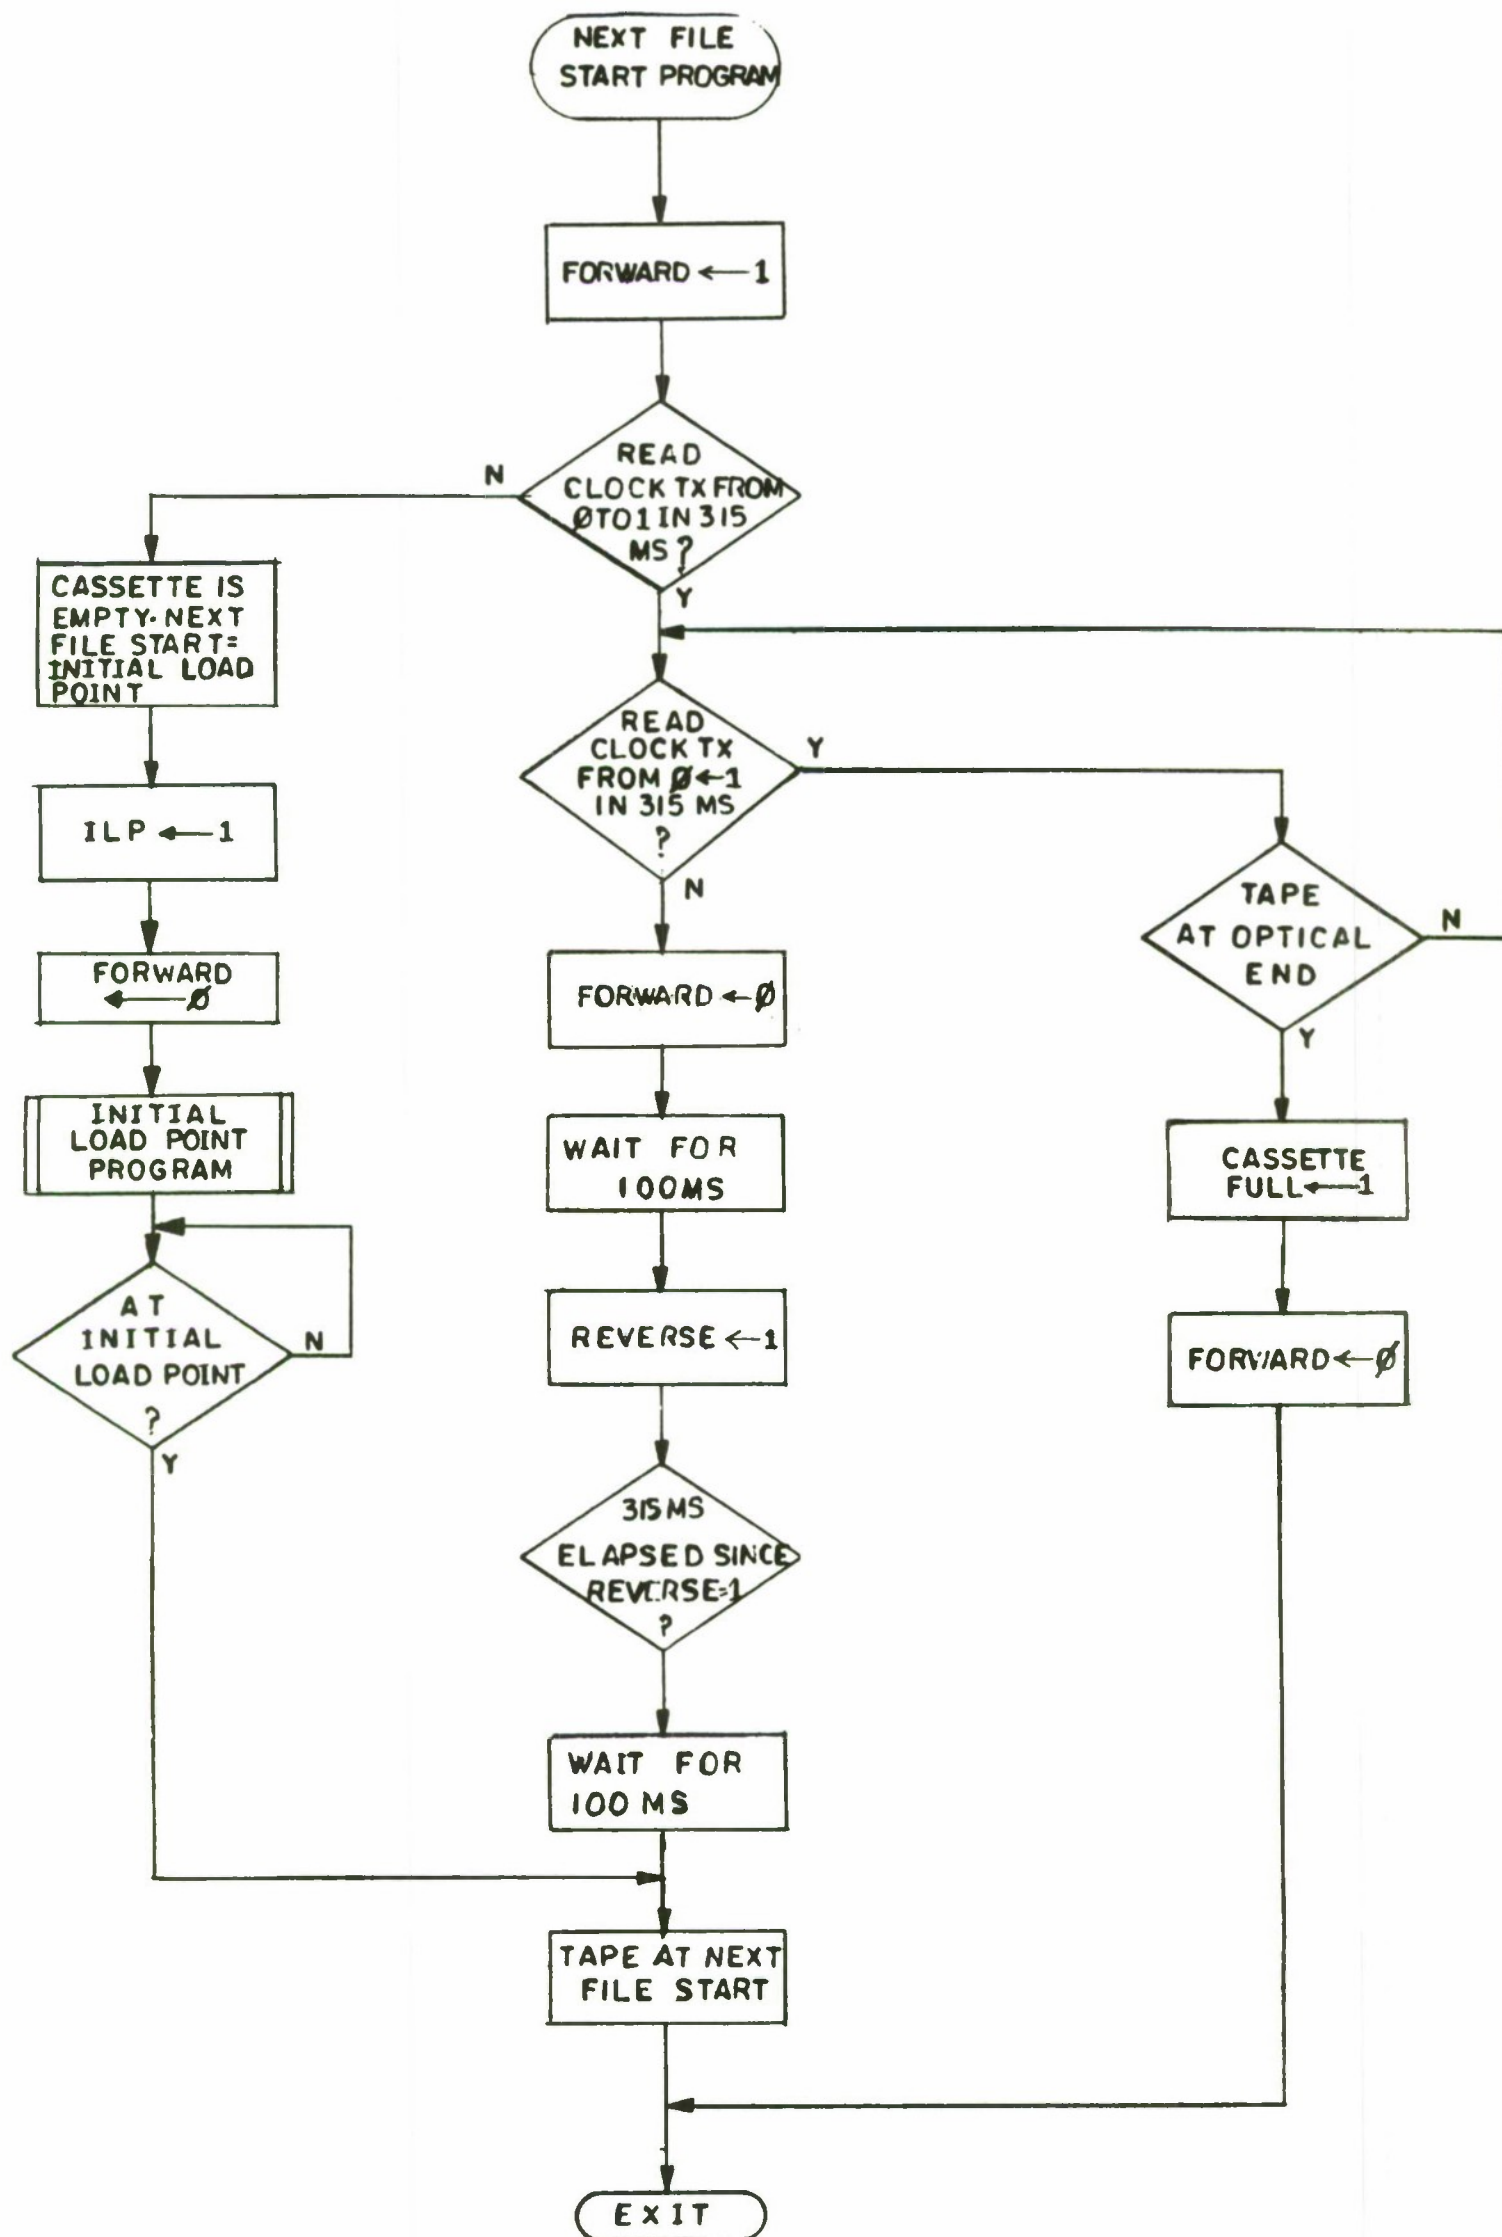 NEXT FILE
START PROGRAM
FORWARD ← 1
READ
CLOCK TX FROM
Ø TO 1 IN 315
MS ?
N
Y
CASSETTE IS
EMPTY. NEXT
FILE START=
INITIAL LOAD
POINT
ILP ← 1
FORWARD
← Ø
INITIAL
LOAD POINT
PROGRAM
AT
INITIAL
LOAD POINT
?
N
Y
READ
CLOCK TX
FROM Ø ← 1
IN 315 MS
?
Y
N
FORWARD ← Ø
WAIT FOR
100MS
REVERSE ← 1
315 MS
ELAPSED SINCE
REVERSE=1
?
WAIT FOR
100 MS
TAPE AT NEXT
FILE START
TAPE
AT OPTICAL
END
N
Y
CASSETTE
FULL ← 1
FORWARD ← Ø
EXIT